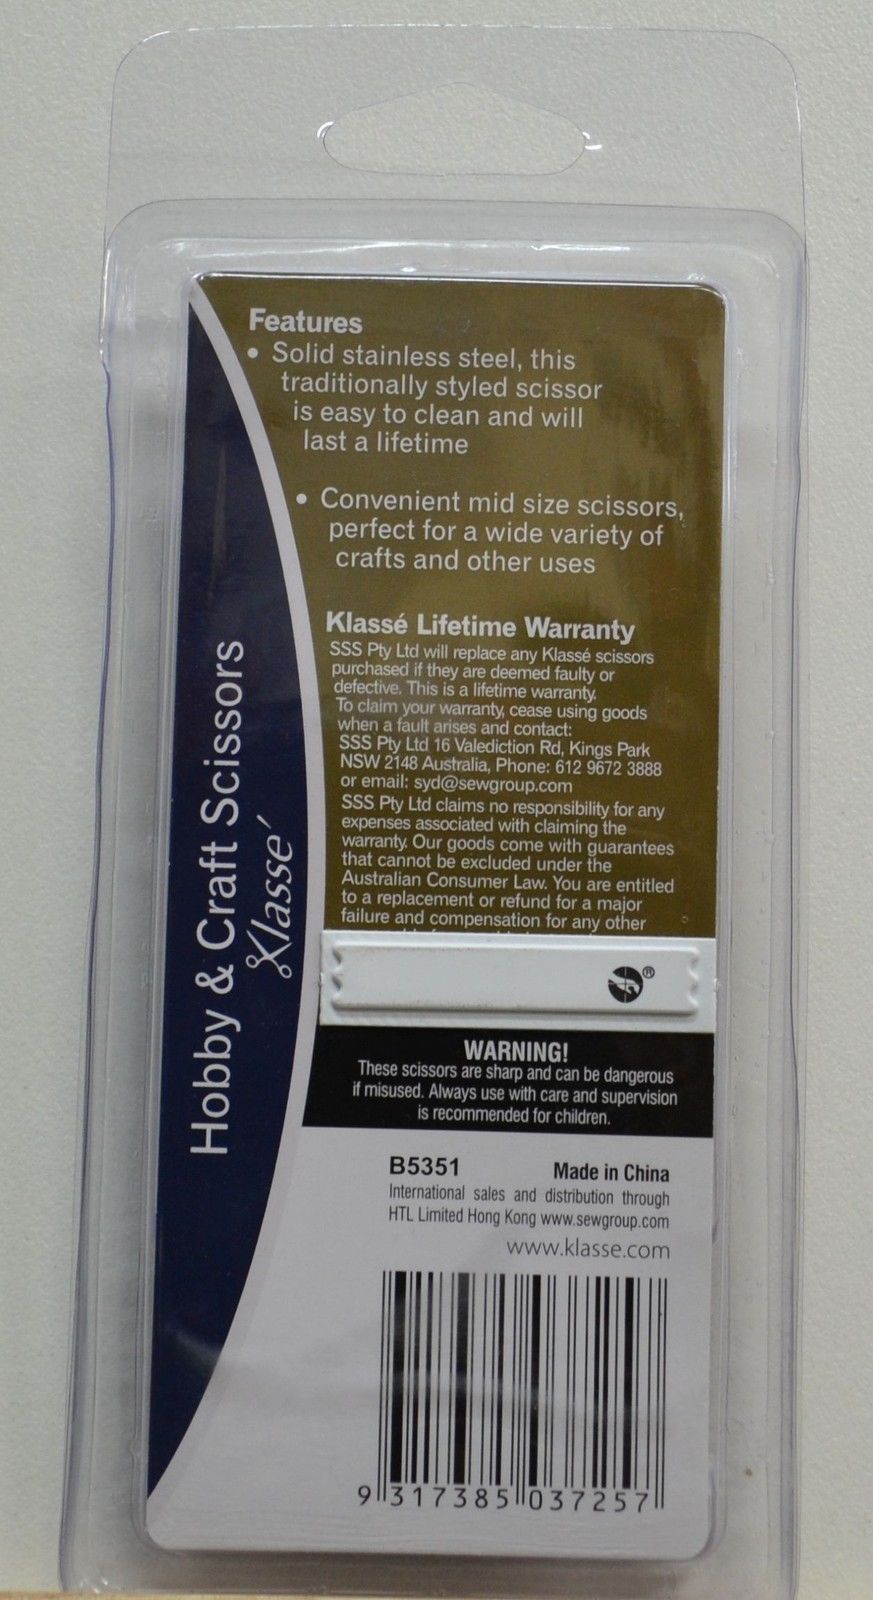 Features
• Solid stainless steel, this
traditionally styled scissor
is easy to clean and will
last a lifetime
• Convenient mid size scissors,
perfect for a wide variety of
crafts and other uses
Klassé Lifetime Warranty
SSS Pty Ltd will replace any Klassé scissors
purchased if they are deemed faulty or
defective. This is a lifetime warranty.
To claim your warranty, cease using goods
when a fault arises and contact:
SSS Pty Ltd 16 Valediction Rd, Kings Park
NSW 2148 Australia, Phone: 612 9672 3888
or email: syd@sewgroup.com
SSS Pty Ltd claims no responsibility for any
expenses associated with claiming the
warranty. Our goods come with guarantees
that cannot be excluded under the
Australian Consumer Law. You are entitled
to a replacement or refund for a major
failure and compensation for any other
®
Hobby & Craft Scissors
Klassé
WARNING!
These scissors are sharp and can be dangerous
if misused. Always use with care and supervision
is recommended for children.
B5351 Made in China
International sales and distribution through
HTL Limited Hong Kong www.sewgroup.com
www.klasse.com
9 317385 037257